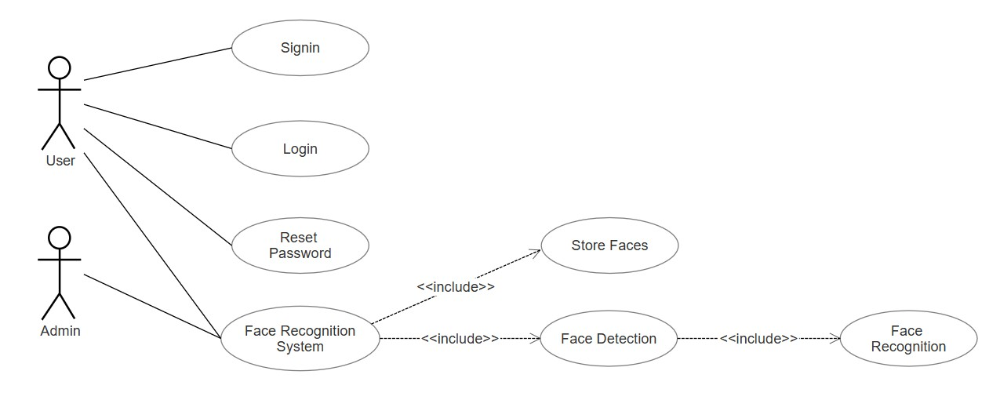 Signin
User
Login
Reset
Password
Store Faces
<<include>>
Admin
Face Recognition
System
<<include>>
Face Detection
<<include>>
Face
Recognition